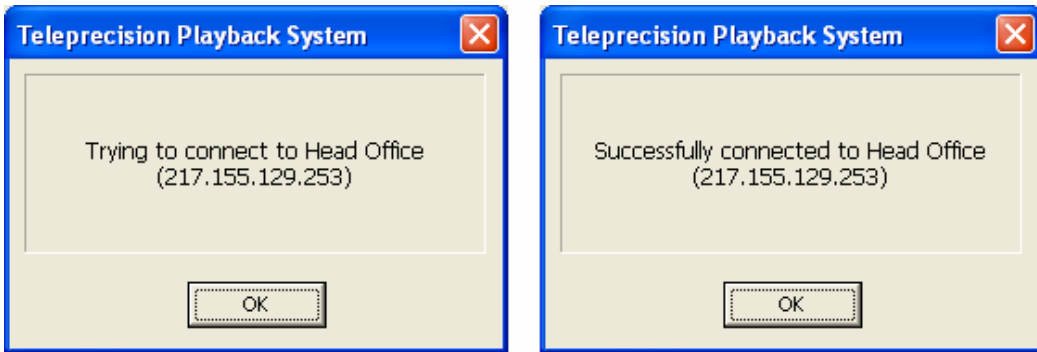 Teleprecision Playback System
Trying to connect to Head Office
(217.155.129.253)
OK
Teleprecision Playback System
Successfully connected to Head Office
(217.155.129.253)
OK